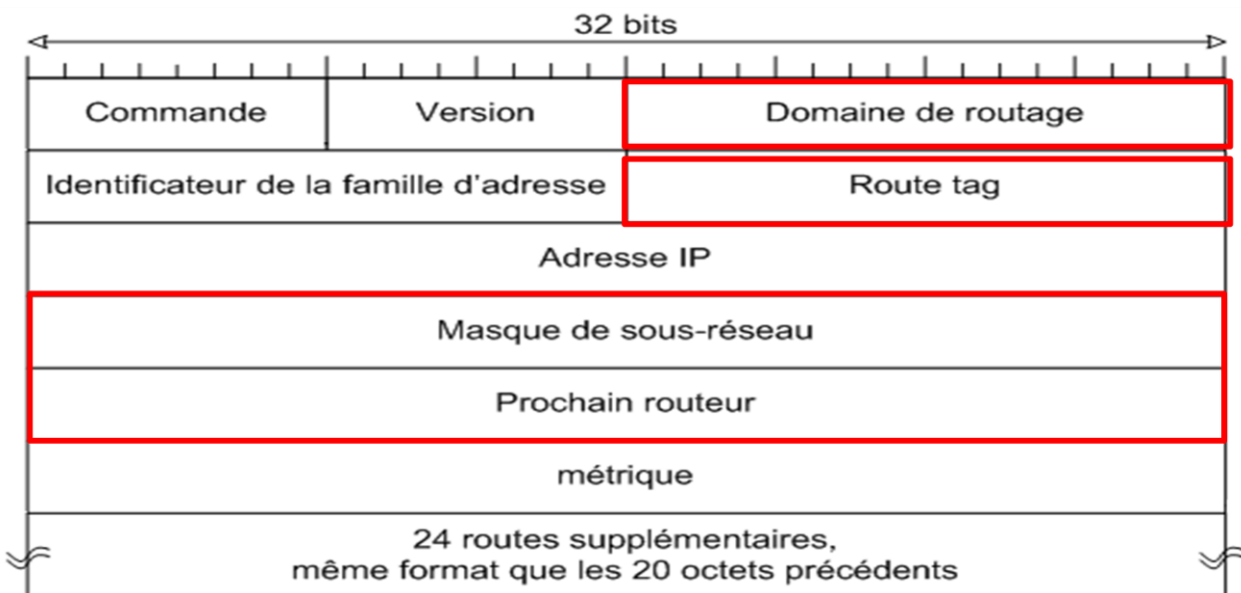 32 bits
Commande
Version
Domaine de routage
Identificateur de la famille d'adresse
Route tag
Adresse IP
Masque de sous-réseau
Prochain routeur
métrique
24 routes supplémentaires,
même format que les 20 octets précédents